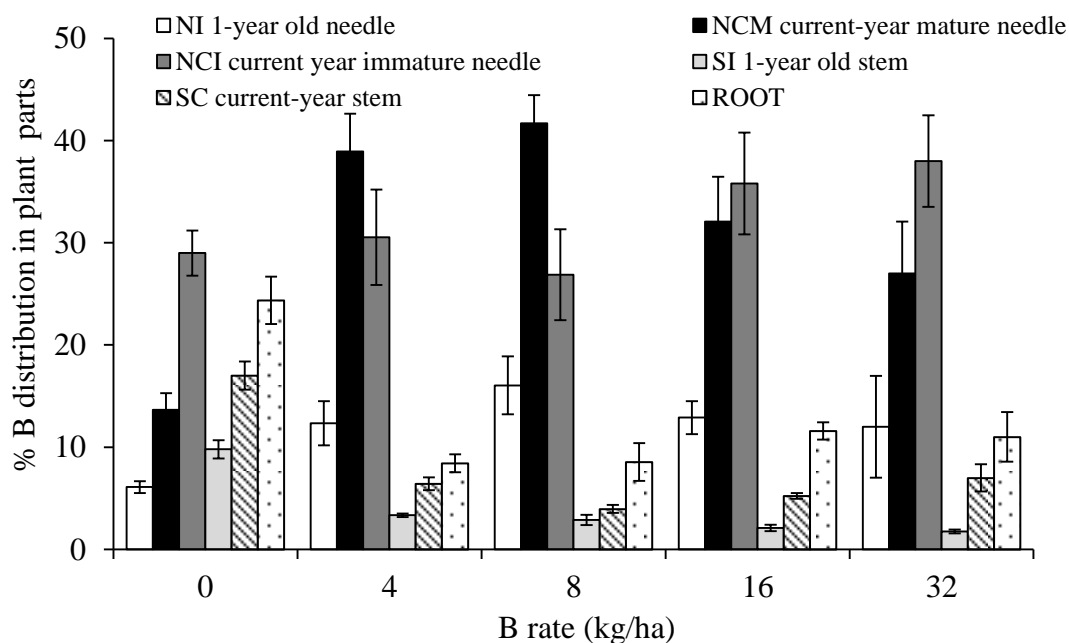 NI 1-year old needle
NCM current-year mature needle
NCI current year immature needle
SI 1-year old stem
SC current-year stem
ROOT
% B distribution in plant parts
50
40
30
20
10
0
0 4 8 16 32
B rate (kg/ha)